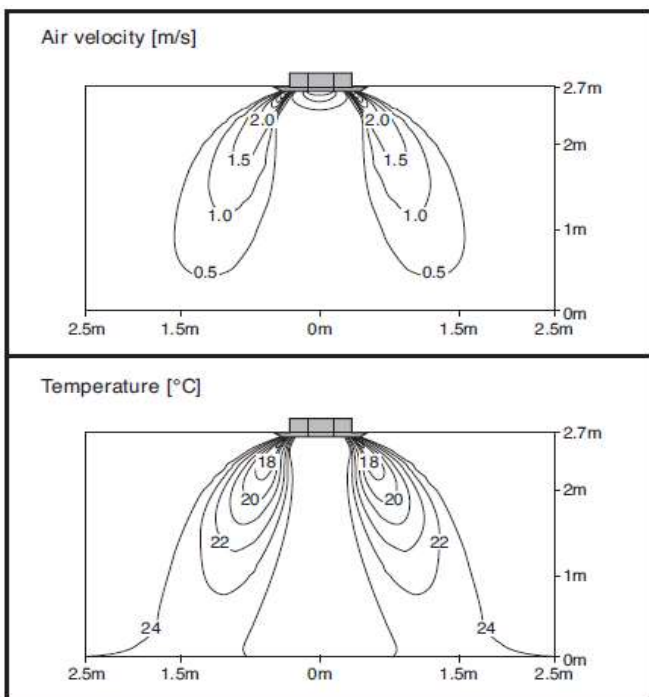 Air velocity [m/s]
2.7m
2.0 2.0
2m
1.5 1.5
1.0 1.0
1m
0.5 0.5
0m
2.5m 1.5m 0m 1.5m 2.5m
Temperature [°C]
2.7m
18 18
20 20
2m
22 22
1m
24 24
0m
2.5m 1.5m 0m 1.5m 2.5m